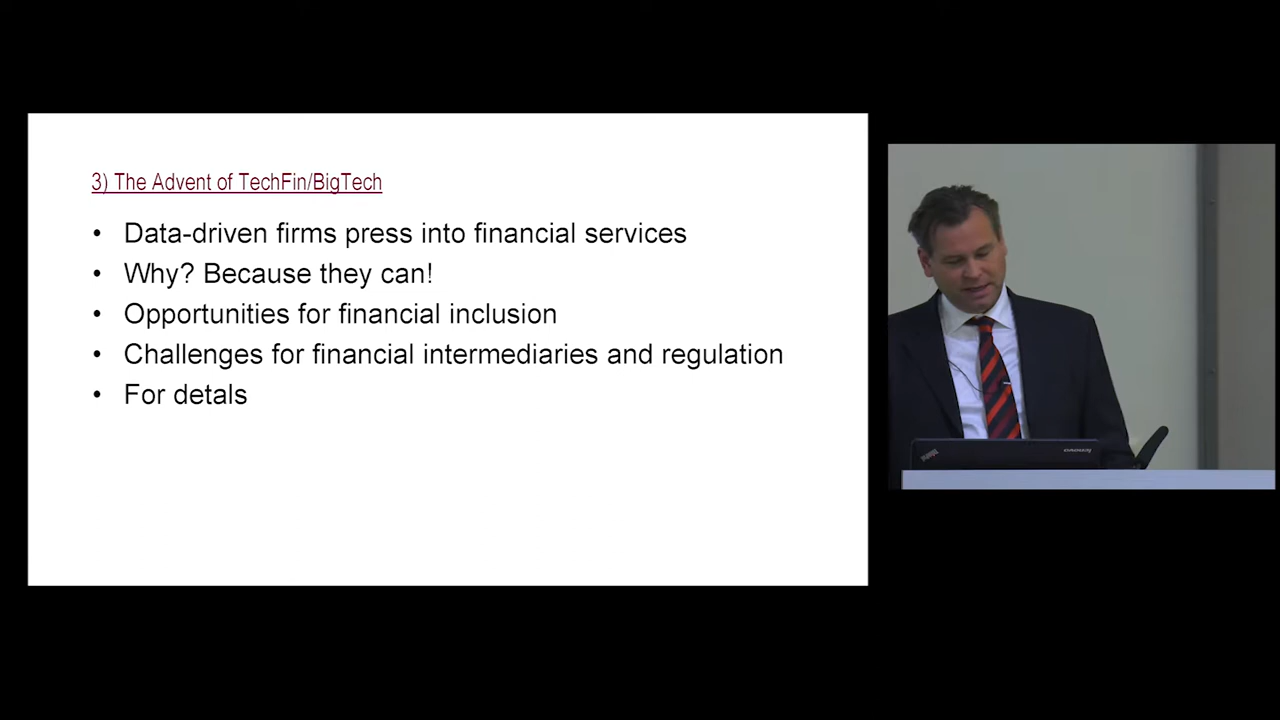 3) The Advent of TechFin/BigTech
• Data-driven firms press into financial services
• Why? Because they can!
• Opportunities for financial inclusion
• Challenges for financial intermediaries and regulation
• For detals
lenovo